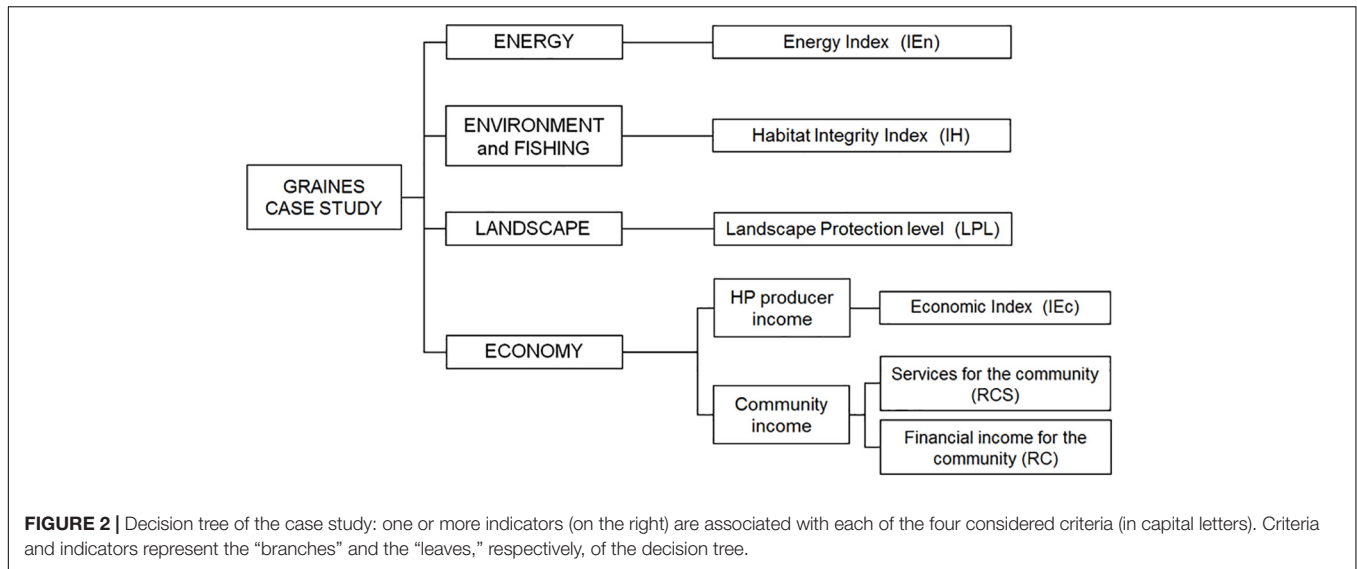 ENERGY
Energy Index (IEn)
ENVIRONMENT
and FISHING
Habitat Integrity Index (IH)
GRAINES
CASE STUDY
LANDSCAPE
Landscape Protection level (LPL)
ECONOMY
HP producer
income
Economic Index (IEc)
Community
income
Services for the community
(RCS)
Financial income for the
community (RC)
FIGURE 2 | Decision tree of the case study: one or more indicators (on the right) are associated with each of the four considered criteria (in capital letters). Criteria
and indicators represent the “branches” and the “leaves,” respectively, of the decision tree.